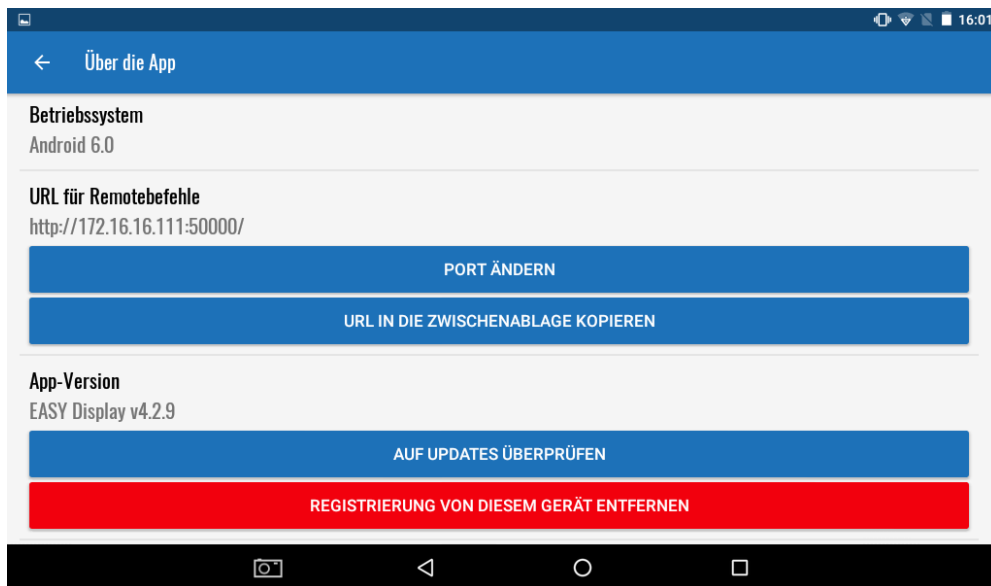 16:01
Über die App
Betriebssystem
Android 6.0
URL für Remotebefehle
http://172.16.16.111:50000/
PORT ÄNDERN
URL IN DIE ZWISCHENABLAGE KOPIEREN
App-Version
EASY Display v4.2.9
AUF UPDATES ÜBERPRÜFEN
REGISTRIERUNG VON DIESEM GERÄT ENTFERNEN